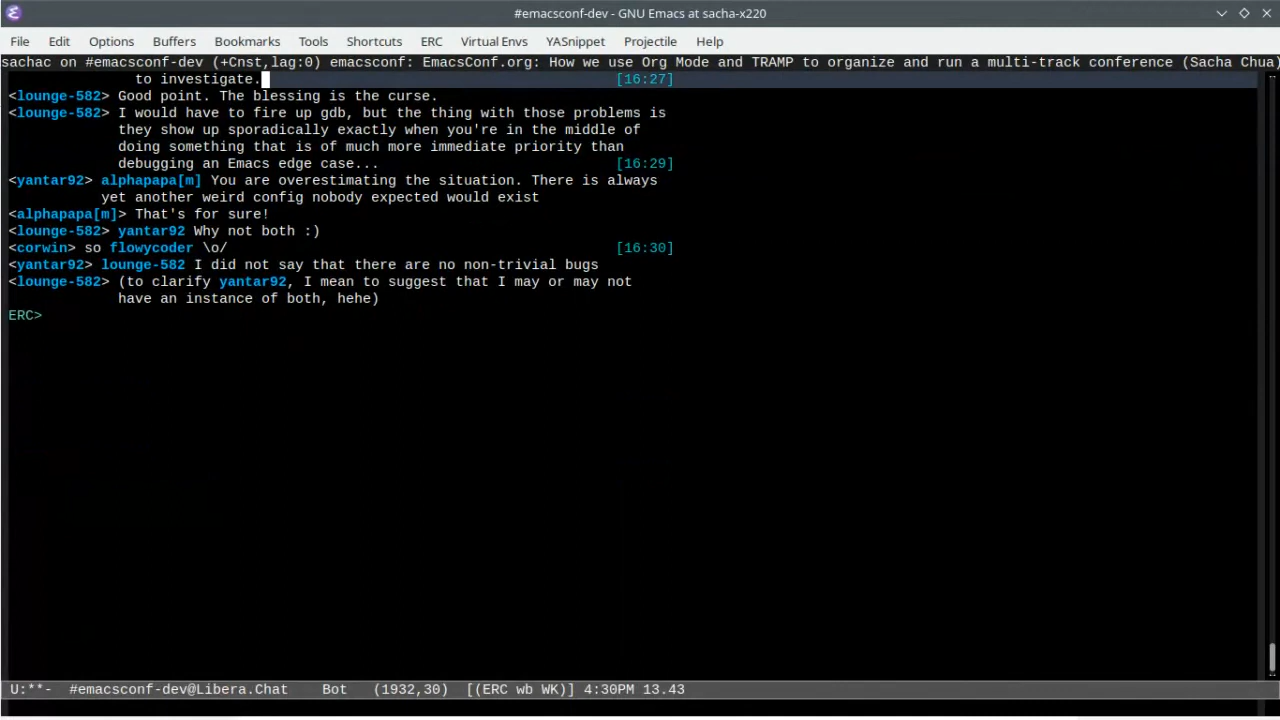 #emacsconf-dev - GNU Emacs at sacha-x220
File Edit Options Buffers Bookmarks Tools Shortcuts ERC Virtual Envs YASnippet Projectile Help
sachac on #emacsconf-dev (+Cnst,lag:0) emacsconf: EmacsConf.org: How we use Org Mode and TRAMP to organize and run a multi-track conference (Sacha Chua)
to investigate. [16:27]
<lounge-582> Good point. The blessing is the curse.
<lounge-582> I would have to fire up gdb, but the thing with those problems is
they show up sporadically exactly when you're in the middle of
doing something that is of much more immediate priority than
debugging an Emacs edge case... [16:29]
<yantar92> alphapapa[m] You are overestimating the situation. There is always
yet another weird config nobody expected would exist
<alphapapa[m]> That's for sure!
<lounge-582> yantar92 Why not both :)
<corwin> so flowycoder \o/ [16:30]
<yantar92> lounge-582 I did not say that there are no non-trivial bugs
<lounge-582> (to clarify yantar92, I mean to suggest that I may or may not
have an instance of both, hehe)
ERC>
U:**- #emacsconf-dev@Libera.Chat Bot (1932,30) [(ERC wb WK)] 4:30PM 13.43